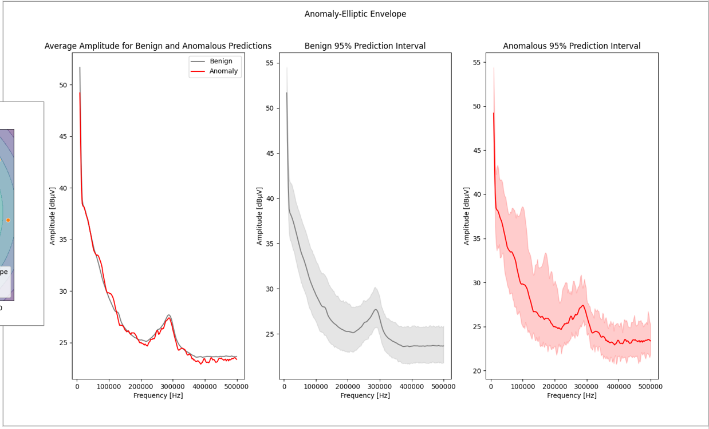 Anomaly-Elliptic Envelope
Average Amplitude for Benign and Anomalous Predictions
Benign
Anomaly
50
45
40
35
30
25
Amplitude [dBμV]
0 100000 200000 300000 400000 500000
Frequency [Hz]
Benign 95% Prediction Interval
55
50
45
40
35
30
25
Amplitude [dBμV]
0 100000 200000 300000 400000 500000
Frequency [Hz]
Anomalous 95% Prediction Interval
55
50
45
40
35
30
25
20
Amplitude [dBμV]
0 100000 200000 300000 400000 500000
Frequency [Hz]
pe
0